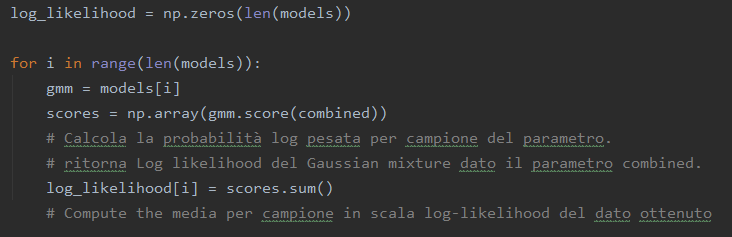 log_likelihood = np.zeros(len(models))
for i in range(len(models)):
gmm = models[i]
scores = np.array(gmm.score(combined))
# Calcola la probabilità log pesata per campione del parametro.
# ritorna Log likelihood del Gaussian mixture dato il parametro combined.
log_likelihood[i] = scores.sum()
# Compute the media per campione in scala log-likelihood del dato ottenuto